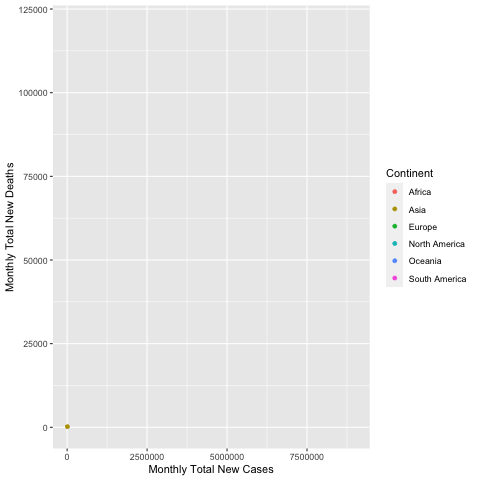 125000
100000
75000
50000
25000
0
Monthly Total New Deaths
0 2500000 5000000 7500000
Monthly Total New Cases
Continent
Africa
Asia
Europe
North America
Oceania
South America